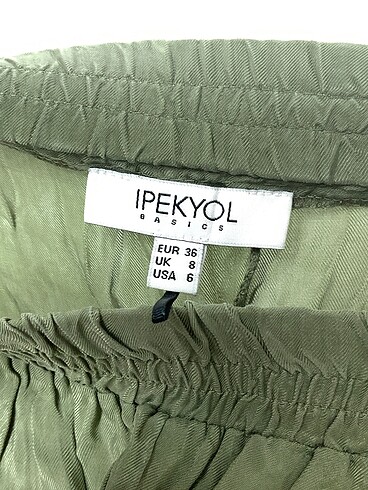 IPEKYOL
BASICS
EUR 36
UK 8
USA 6